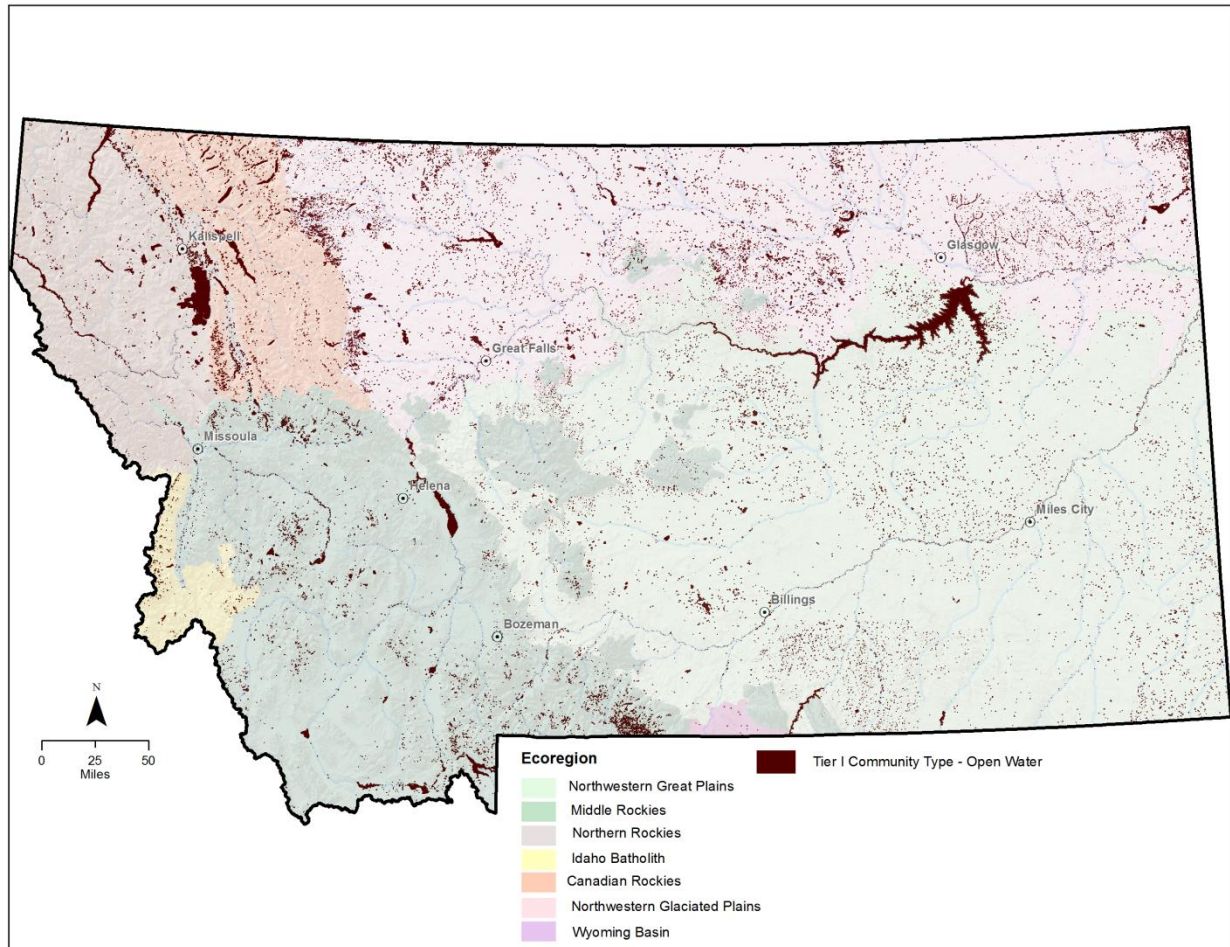 Kalispell
Glasgow
Great Falls
Missoula
Helena
Miles City
Billings
Bozeman
N
0 25 50
Miles
Ecoregion
Northwestern Great Plains
Middle Rockies
Northern Rockies
Idaho Batholith
Canadian Rockies
Northwestern Glaciated Plains
Wyoming Basin
Tier I Community Type - Open Water